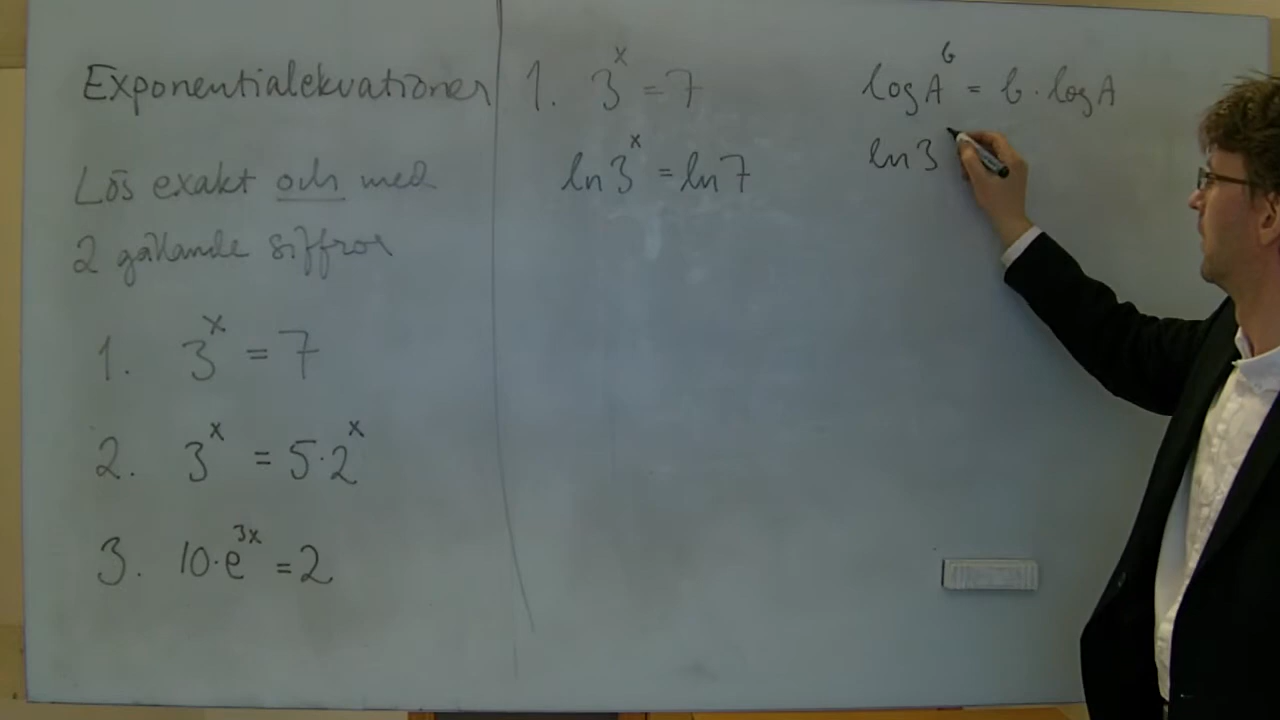 Exponentialekvationer
Lös exakt och med
2 gällande siffror
1. 3^x = 7
2. 3^x = 5·2^x
3. 10·e^{3x} = 2
1. 3^x = 7
ln 3^x = ln 7
log A^b = b · log A
ln 3